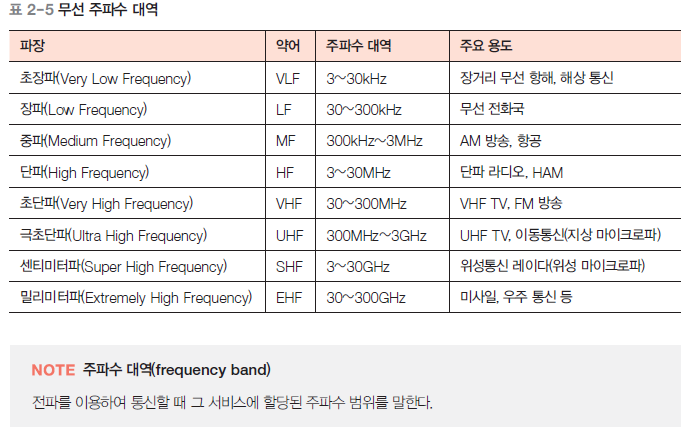 표 2-5 무선 주파수 대역
파장 약어 주파수 대역 주요 용도
초장파(Very Low Frequency) VLF 3~30kHz 장거리 무선 항해, 해상 통신
장파(Low Frequency) LF 30~300kHz 무선 전화국
중파(Medium Frequency) MF 300kHz~3MHz AM 방송, 항공
단파(High Frequency) HF 3~30MHz 단파 라디오, HAM
초단파(Very High Frequency) VHF 30~300MHz VHF TV, FM 방송
극초단파(Ultra High Frequency) UHF 300MHz~3GHz UHF TV, 이동통신(지상 마이크로파)
센티미터파(Super High Frequency) SHF 3~30GHz 위성통신 레이다(위성 마이크로파)
밀리미터파(Extremely High Frequency) EHF 30~300GHz 미사일, 우주 통신 등
NOTE 주파수 대역(frequency band)
전파를 이용하여 통신할 때 그 서비스에 할당된 주파수 범위를 말한다.